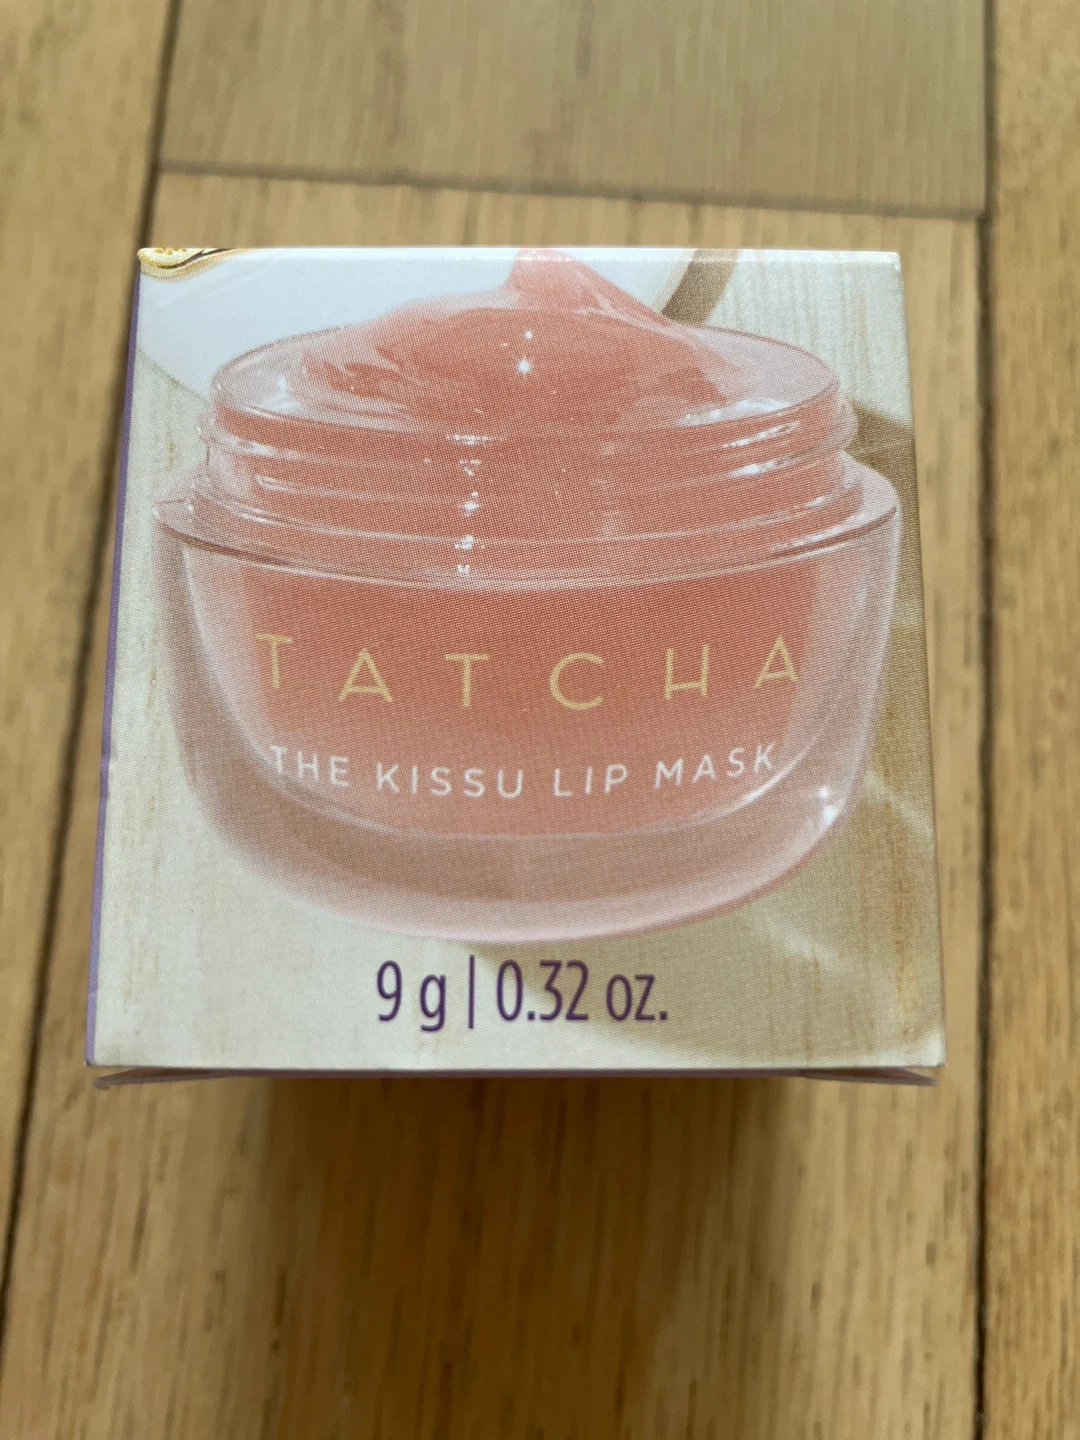 TATCHA
THE KISSU LIP MASK
9 g | 0.32 oz.